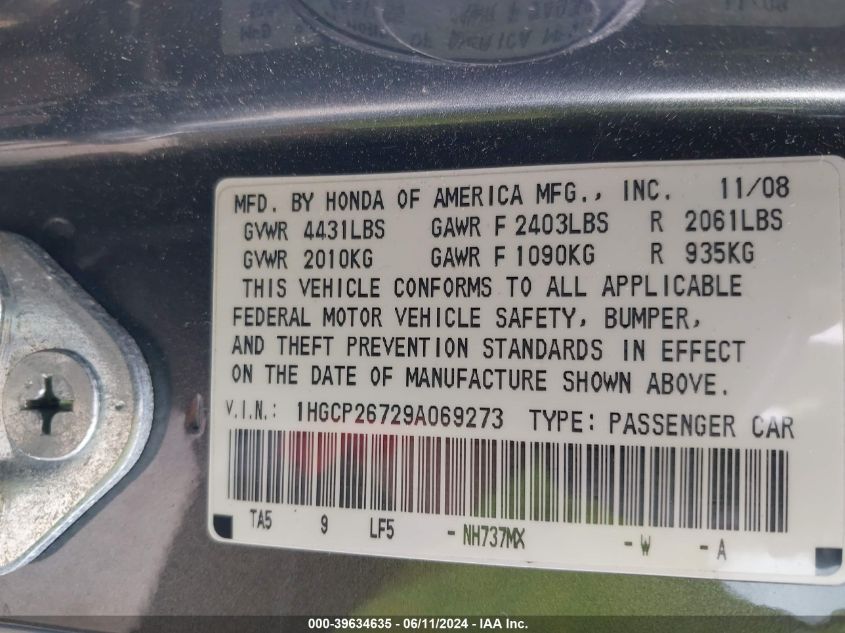 MFD. BY HONDA OF AMERICA MFG., INC. 11/08
GVWR 4431LBS GAWR F 2403LBS R 2061LBS
GVWR 2010KG GAWR F 1090KG R 935KG
THIS VEHICLE CONFORMS TO ALL APPLICABLE
FEDERAL MOTOR VEHICLE SAFETY, BUMPER,
AND THEFT PREVENTION STANDARDS IN EFFECT
ON THE DATE OF MANUFACTURE SHOWN ABOVE.
V.I.N.: 1HGCP26729A069273 TYPE: PASSENGER CAR
TA5 9 LF5 - NH737MX - W - A
000-39634635 - 06/11/2024 - IAA Inc.